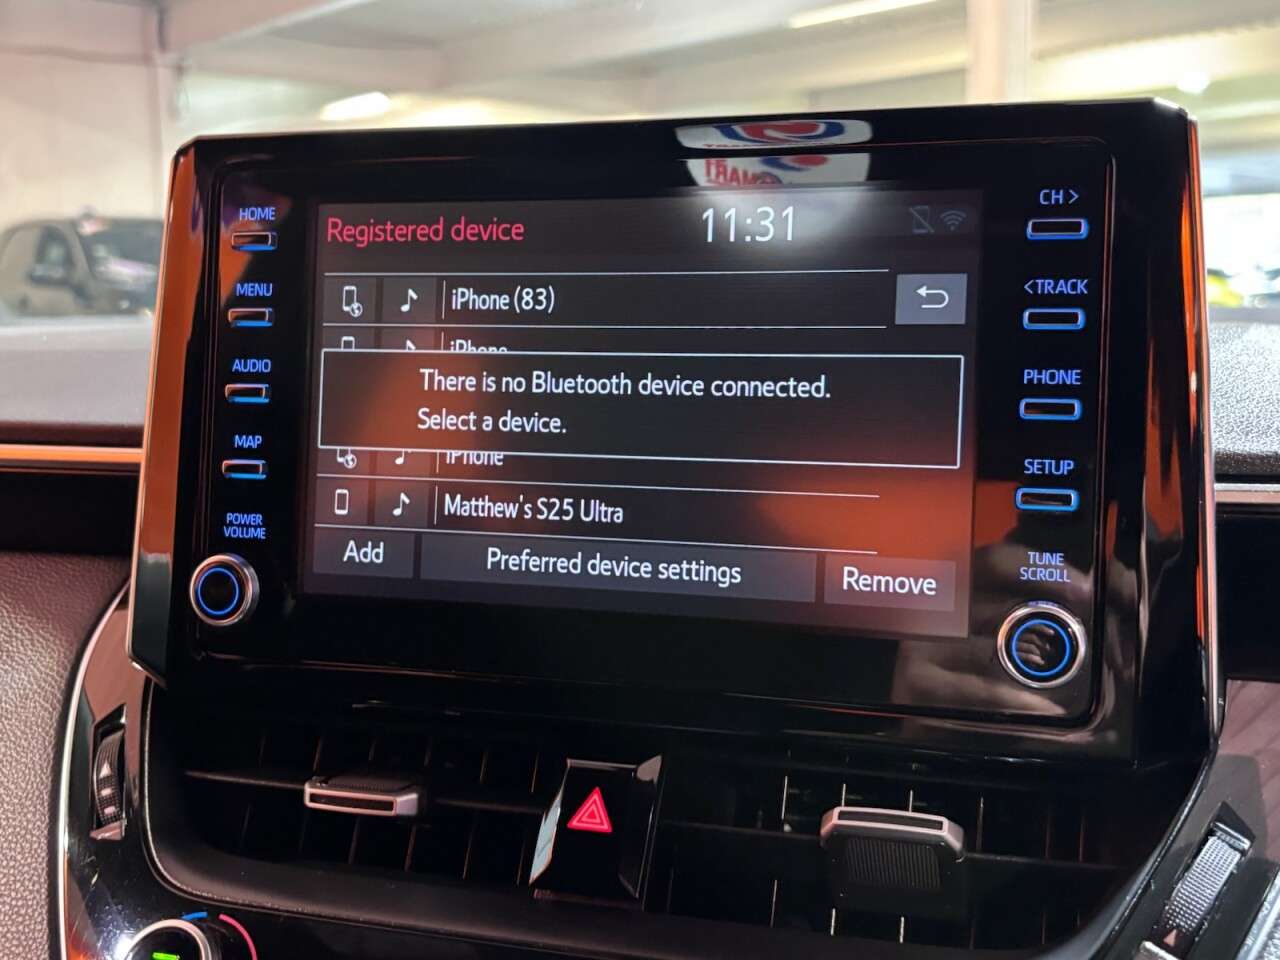 HOME
MENU
AUDIO
MAP
POWER
VOLUME
Registered device
11:31
iPhone (83)
iPhone
There is no Bluetooth device connected.
Select a device.
iPhone
Matthew's S25 Ultra
Add
Preferred device settings
Remove
CH >
<TRACK
PHONE
SETUP
TUNE
SCROLL